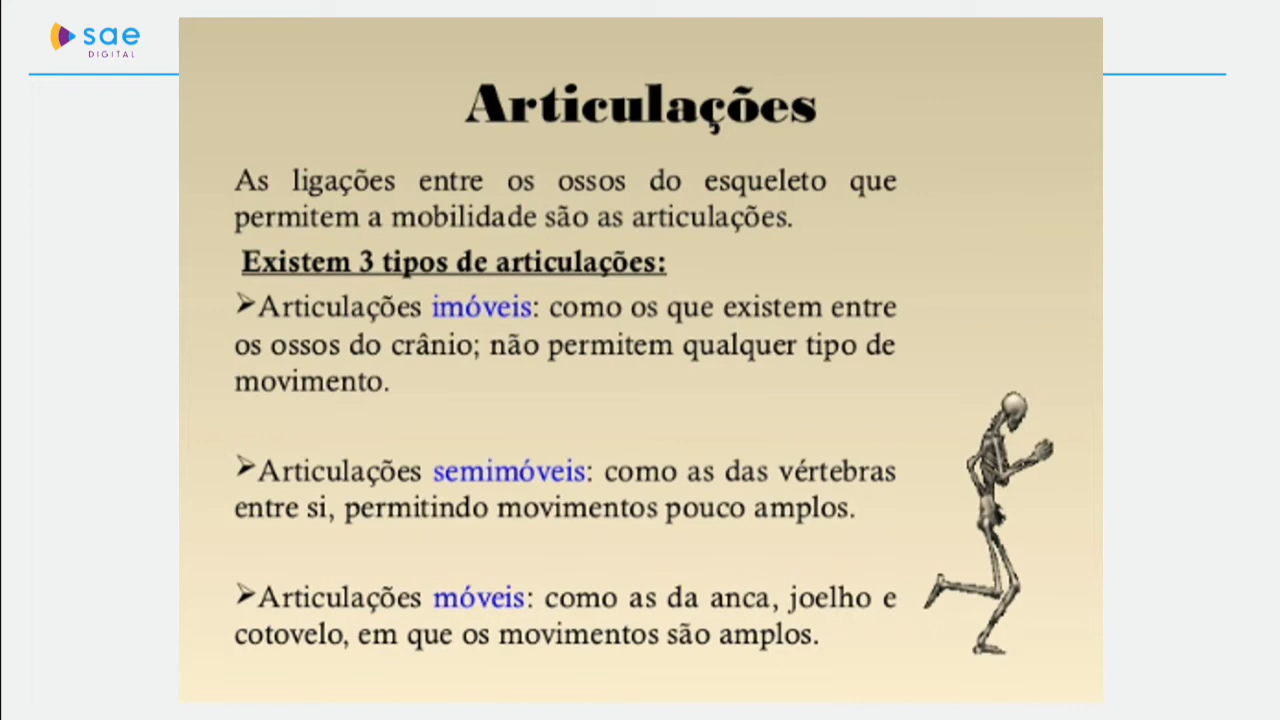 sae
DIGITAL
Articulações
As ligações entre os ossos do esqueleto que
permitem a mobilidade são as articulações.
Existem 3 tipos de articulações:
➢Articulações imóveis: como os que existem entre
os ossos do crânio; não permitem qualquer tipo de
movimento.
➢Articulações semimóveis: como as das vértebras
entre si, permitindo movimentos pouco amplos.
➢Articulações móveis: como as da anca, joelho e
cotovelo, em que os movimentos são amplos.